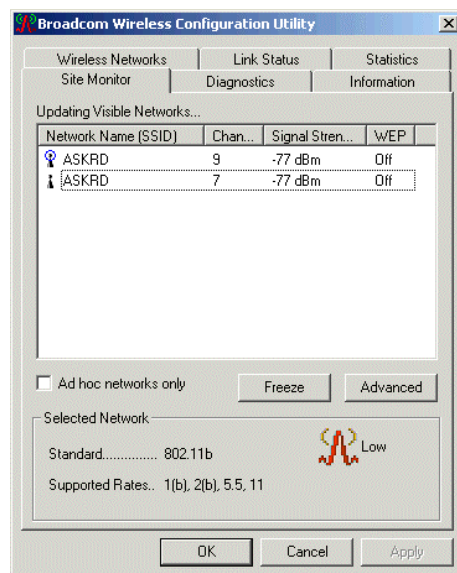 Broadcom Wireless Configuration Utility
Wireless Networks Link Status Statistics
Site Monitor Diagnostics Information
Updating Visible Networks...
Network Name (SSID) Chan... Signal Stren... WEP
ASKRD 9 -77 dBm Off
ASKRD 7 -77 dBm Off
Ad hoc networks only Freeze Advanced
Selected Network
Standard............... 802.11b Low
Supported Rates.. 1(b), 2(b), 5.5, 11
OK Cancel Apply